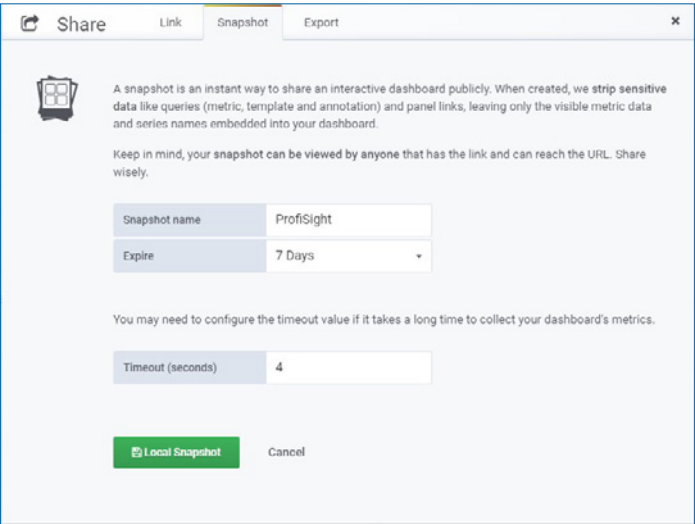 Share Link Snapshot Export ×
A snapshot is an instant way to share an interactive dashboard publicly. When created, we strip sensitive
data like queries (metric, template and annotation) and panel links, leaving only the visible metric data
and series names embedded into your dashboard.
Keep in mind, your snapshot can be viewed by anyone that has the link and can reach the URL. Share
wisely.
Snapshot name ProfiSight
Expire 7 Days
You may need to configure the timeout value if it takes a long time to collect your dashboard's metrics.
Timeout (seconds) 4
Local Snapshot Cancel